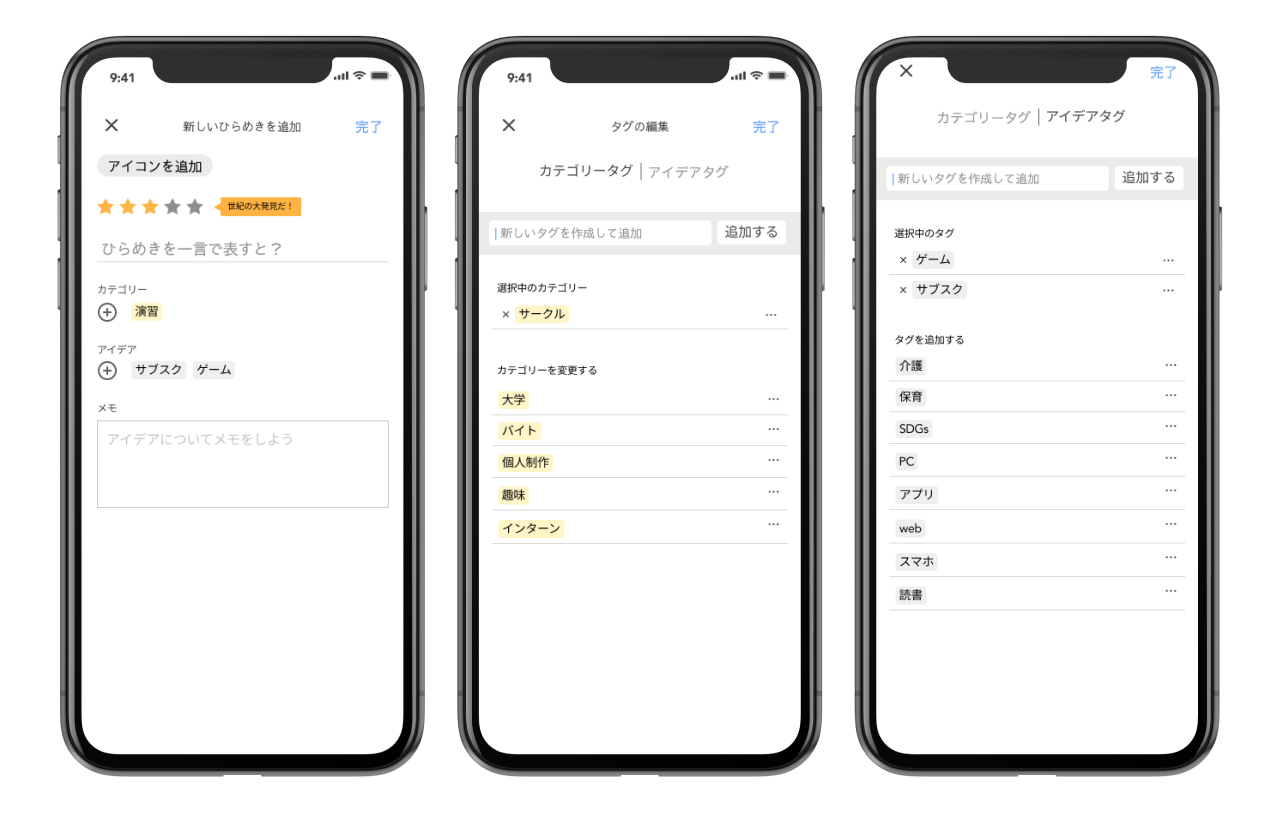 9:41
新しいひらめきを追加
完了
アイコンを追加
世紀の大発見だ！
ひらめきを一言で表すと？
カテゴリー
演習
アイデア
サブスク ゲーム
メモ
アイデアについてメモをしよう
9:41
タグの編集
完了
カテゴリータグ | アイデアタグ
新しいタグを作成して追加
追加する
選択中のカテゴリー
× サークル ...
カテゴリーを変更する
大学 ...
バイト ...
個人制作 ...
趣味 ...
インターン ...
完了
カテゴリータグ | アイデアタグ
新しいタグを作成して追加
追加する
選択中のタグ
× ゲーム ...
× サブスク ...
タグを追加する
介護 ...
保育 ...
SDGs ...
PC ...
アプリ ...
web ...
スマホ ...
読書 ...